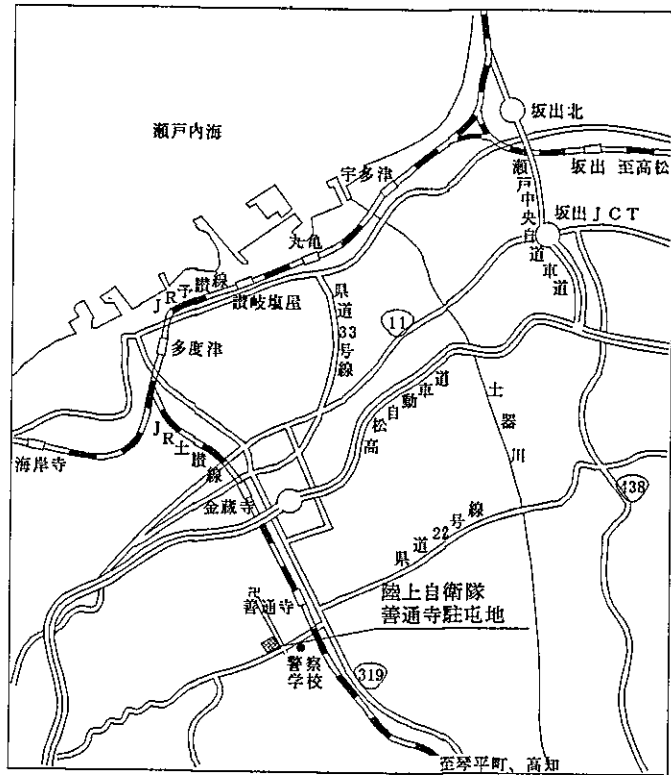 坂出北
瀬戸内海
宇多津
坂出
至高松
瀬戸中央自道車道
坂出JCT
丸亀
JR予讃線
讃岐塩屋
県道33号線
11
多度津
高松自動車道
土器川
JR土讃線
海岸寺
金蔵寺
438
県道22号線
卍
善通寺
陸上自衛隊
善通寺駐屯地
警察
学校
319
至琴平町、高知